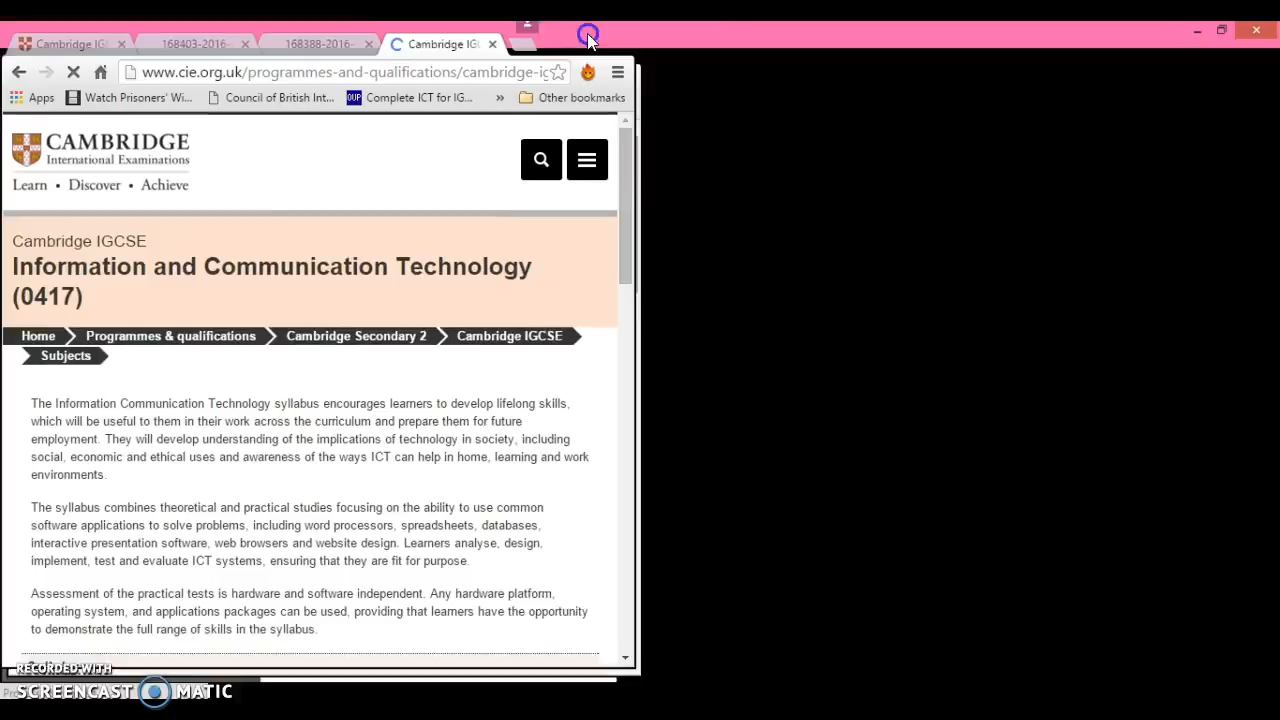 Cambridge IG
168403-2016-
168388-2016-
Cambridge IG
www.cie.org.uk/programmes-and-qualifications/cambridge-ig
Apps
Watch Prisoners' Wi...
Council of British Int...
OUP
Complete ICT for IG...
»
Other bookmarks
CAMBRIDGE
International Examinations
Learn • Discover • Achieve
Cambridge IGCSE
Information and Communication Technology
(0417)
Home
Programmes & qualifications
Cambridge Secondary 2
Cambridge IGCSE
Subjects
The Information Communication Technology syllabus encourages learners to develop lifelong skills,
which will be useful to them in their work across the curriculum and prepare them for future
employment. They will develop understanding of the implications of technology in society, including
social, economic and ethical uses and awareness of the ways ICT can help in home, learning and work
environments.
The syllabus combines theoretical and practical studies focusing on the ability to use common
software applications to solve problems, including word processors, spreadsheets, databases,
interactive presentation software, web browsers and website design. Learners analyse, design,
implement, test and evaluate ICT systems, ensuring that they are fit for purpose.
Assessment of the practical tests is hardware and software independent. Any hardware platform,
operating system, and applications packages can be used, providing that learners have the opportunity
to demonstrate the full range of skills in the syllabus.
RECORDED WITH
SCREENCAST MATIC